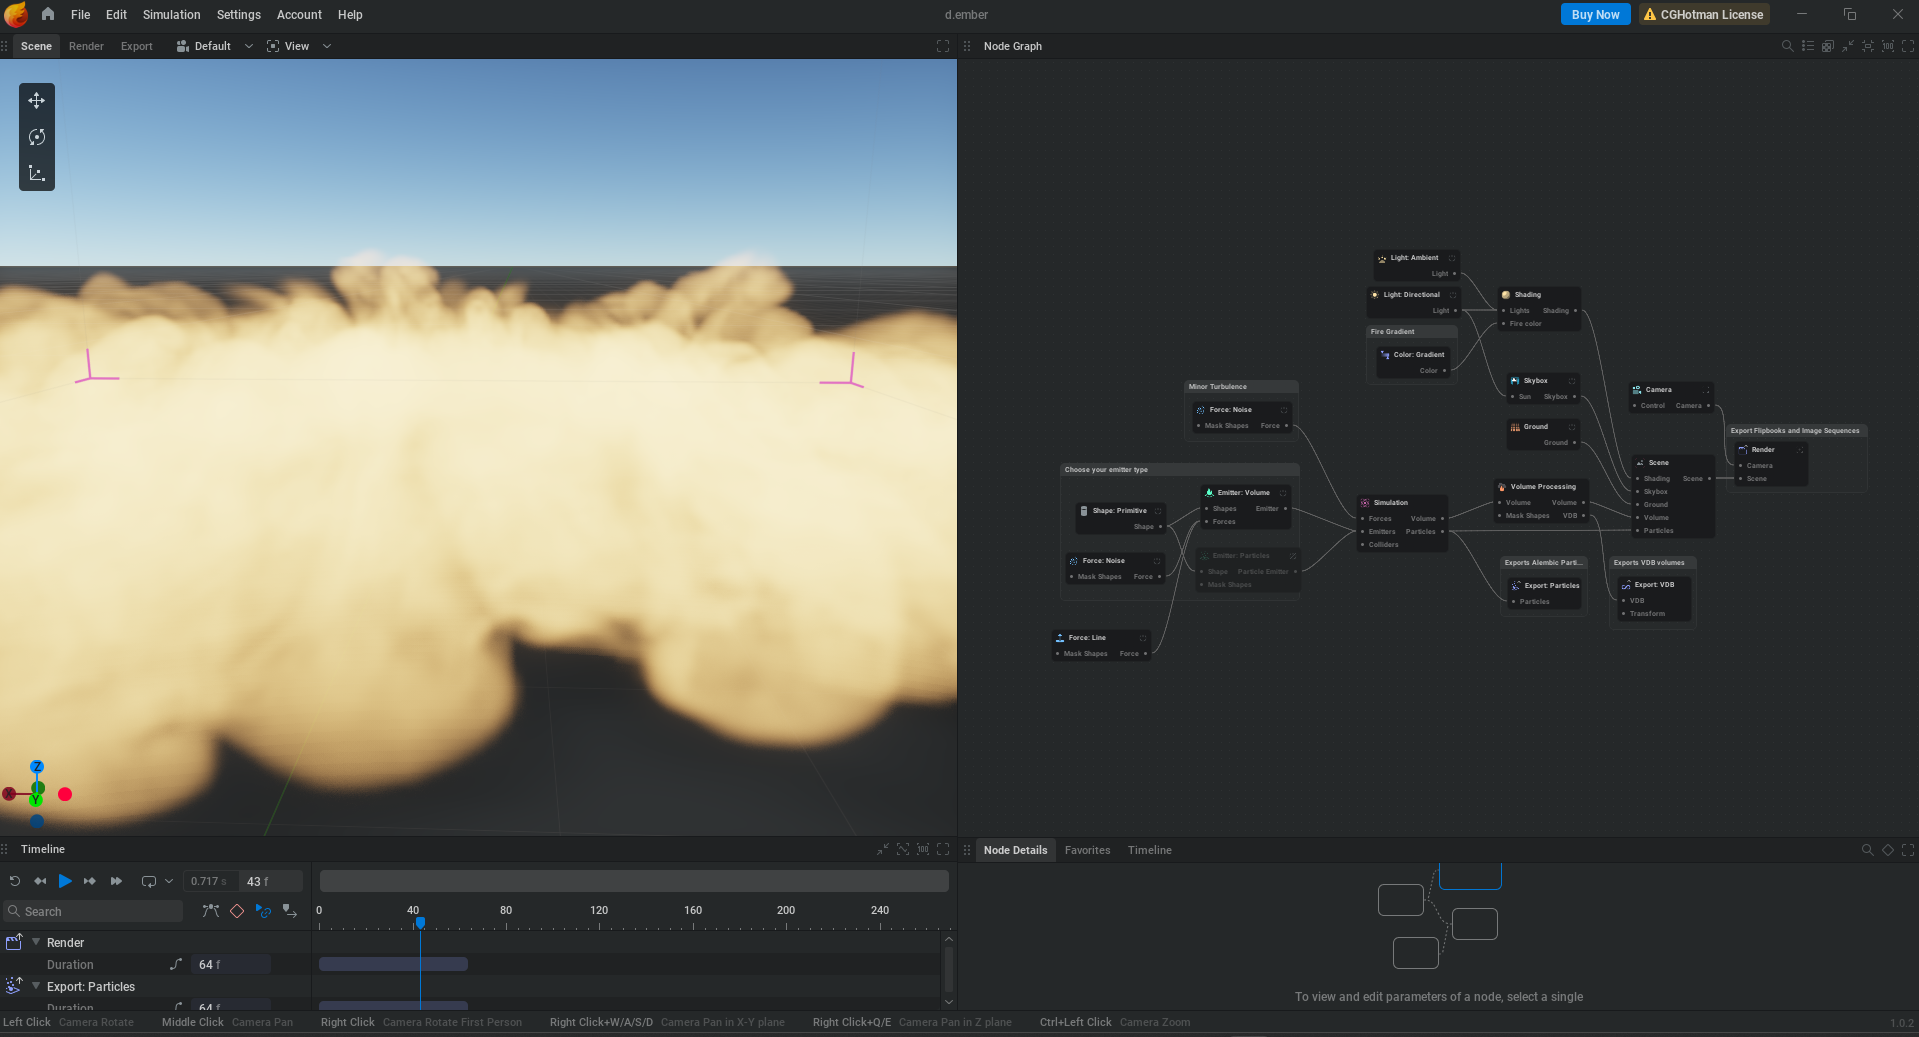 File Edit Simulation Settings Account Help
d.ember
Buy Now
CGHotman License
Scene Render Export Default View
Node Graph
Light: Ambient
Light
Light: Directional
Light
Fire Gradient
Color: Gradient
Color
Shading
Lights Shading
Fire color
Skybox
Sun Skybox
Ground
Ground
Camera
Control Camera
Export Flipbooks and Image Sequences
Render
Camera
Scene
Scene
Shading Scene
Skybox
Ground
Volume
Particles
Minor Turbulence
Force: Noise
Mask Shapes Force
Choose your emitter type
Emitter: Volume
Shapes Emitter
Forces
Shape: Primitive
Shape
Force: Noise
Mask Shapes Force
Emitter: Particles
Shape Particle Emitter
Mask Shapes
Force: Line
Mask Shapes Force
Simulation
Forces Volume
Emitters Particles
Colliders
Volume Processing
Volume Volume
Mask Shapes VDB
Exports Alembic Parti...
Export: Particles
Particles
Exports VDB volumes
Export: VDB
VDB
Transform
Z
X
Y
Timeline
0.717 s 43 f
Search
0 40 80 120 160 200 240
Render
Duration 64 f
Export: Particles
Duration 64 f
Node Details Favorites Timeline
To view and edit parameters of a node, select a single
Left Click Camera Rotate Middle Click Camera Pan Right Click Camera Rotate First Person Right Click+W/A/S/D Camera Pan in X-Y plane Right Click+Q/E Camera Pan in Z plane Ctrl+Left Click Camera Zoom
1.0.2